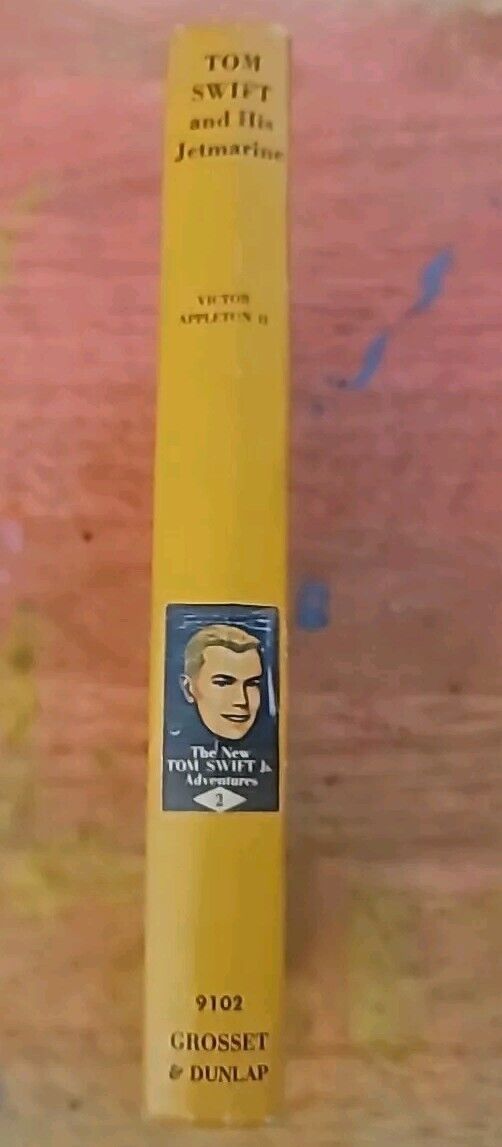 TOM
SWIFT
and His
Jetmarine
VICTOR
APPLETON II
The New
TOM SWIFT Jr.
Adventures
2
9102
GROSSET
& DUNLAP